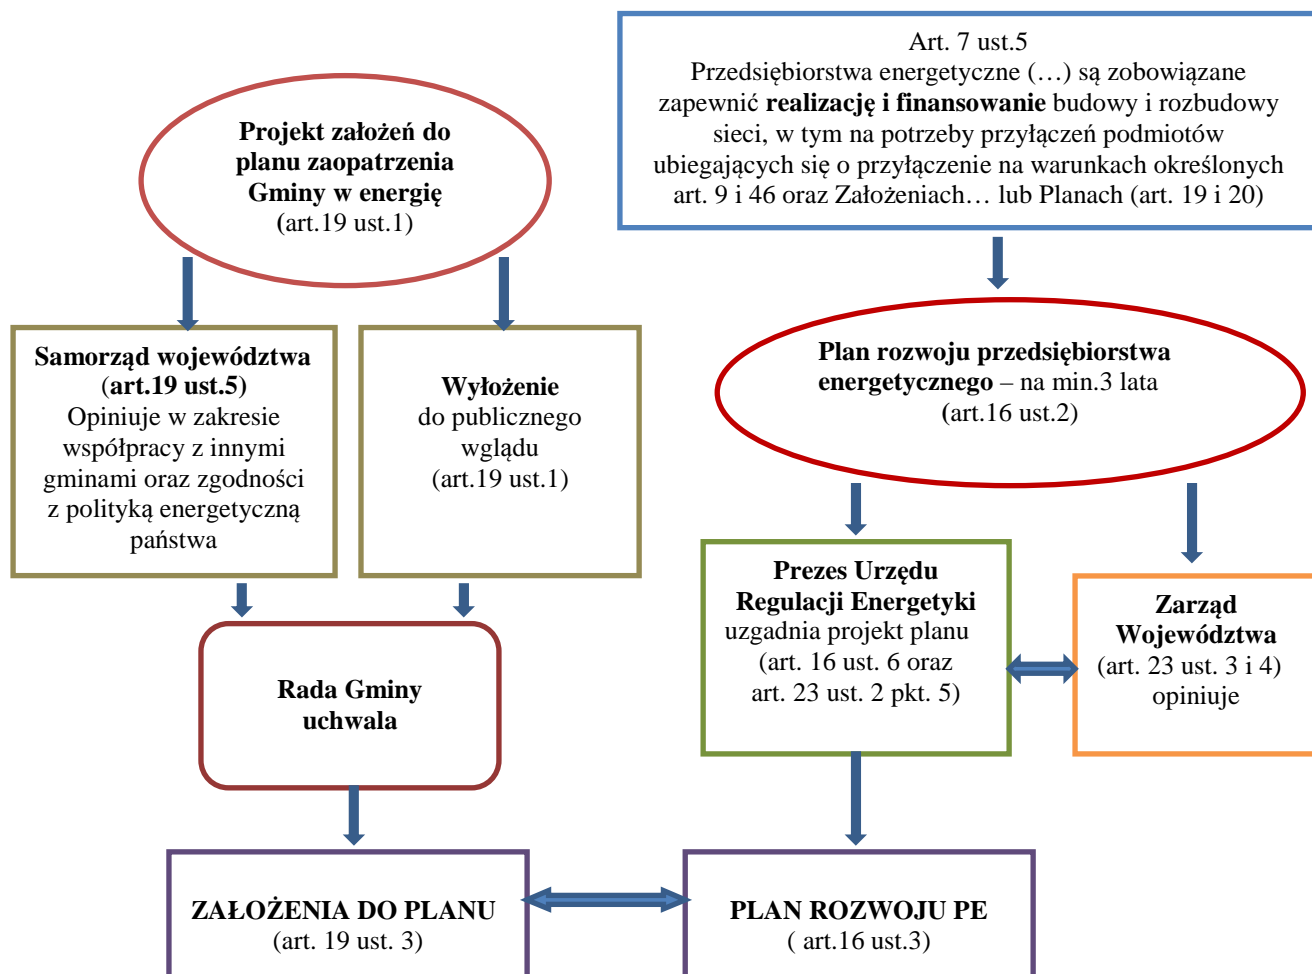 Projekt założeń do
planu zaopatrzenia
Gminy w energię
(art.19 ust.1)
Art. 7 ust.5
Przedsiębiorstwa energetyczne (…) są zobowiązane
zapewnić realizację i finansowanie budowy i rozbudowy
sieci, w tym na potrzeby przyłączeń podmiotów
ubiegających się o przyłączenie na warunkach określonych
art. 9 i 46 oraz Założeniach… lub Planach (art. 19 i 20)
Samorząd województwa
(art.19 ust.5)
Opiniuje w zakresie
współpracy z innymi
gminami oraz zgodności
z polityką energetyczną
państwa
Wyłożenie
do publicznego
wglądu
(art.19 ust.1)
Plan rozwoju przedsiębiorstwa
energetycznego – na min.3 lata
(art.16 ust.2)
Prezes Urzędu
Regulacji Energetyki
uzgadnia projekt planu
(art. 16 ust. 6 oraz
art. 23 ust. 2 pkt. 5)
Zarząd
Województwa
(art. 23 ust. 3 i 4)
opiniuje
Rada Gminy
uchwala
ZAŁOŻENIA DO PLANU
(art. 19 ust. 3)
PLAN ROZWOJU PE
( art.16 ust.3)